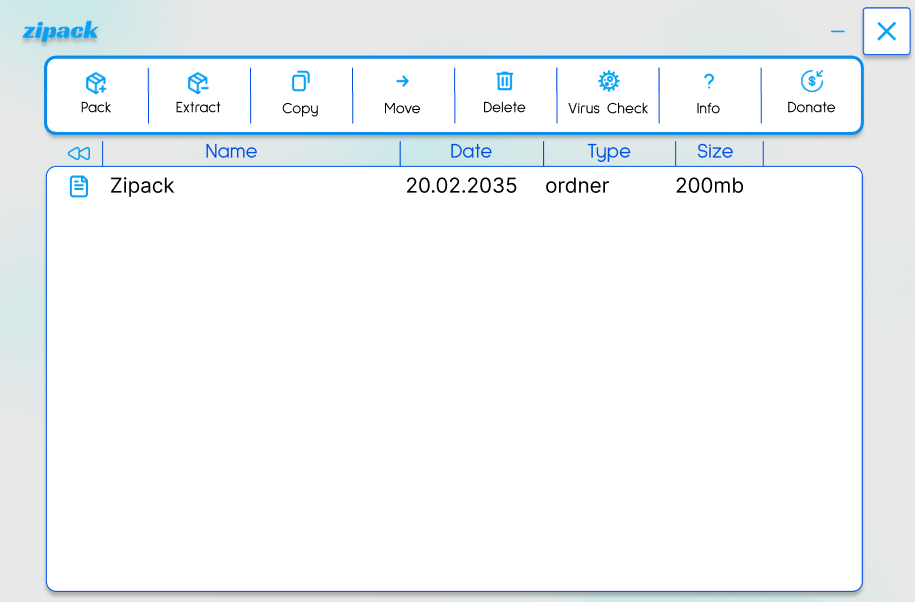 zipack
Pack Extract Copy Move Delete Virus Check Info Donate
Name Date Type Size
Zipack 20.02.2035 ordner 200mb